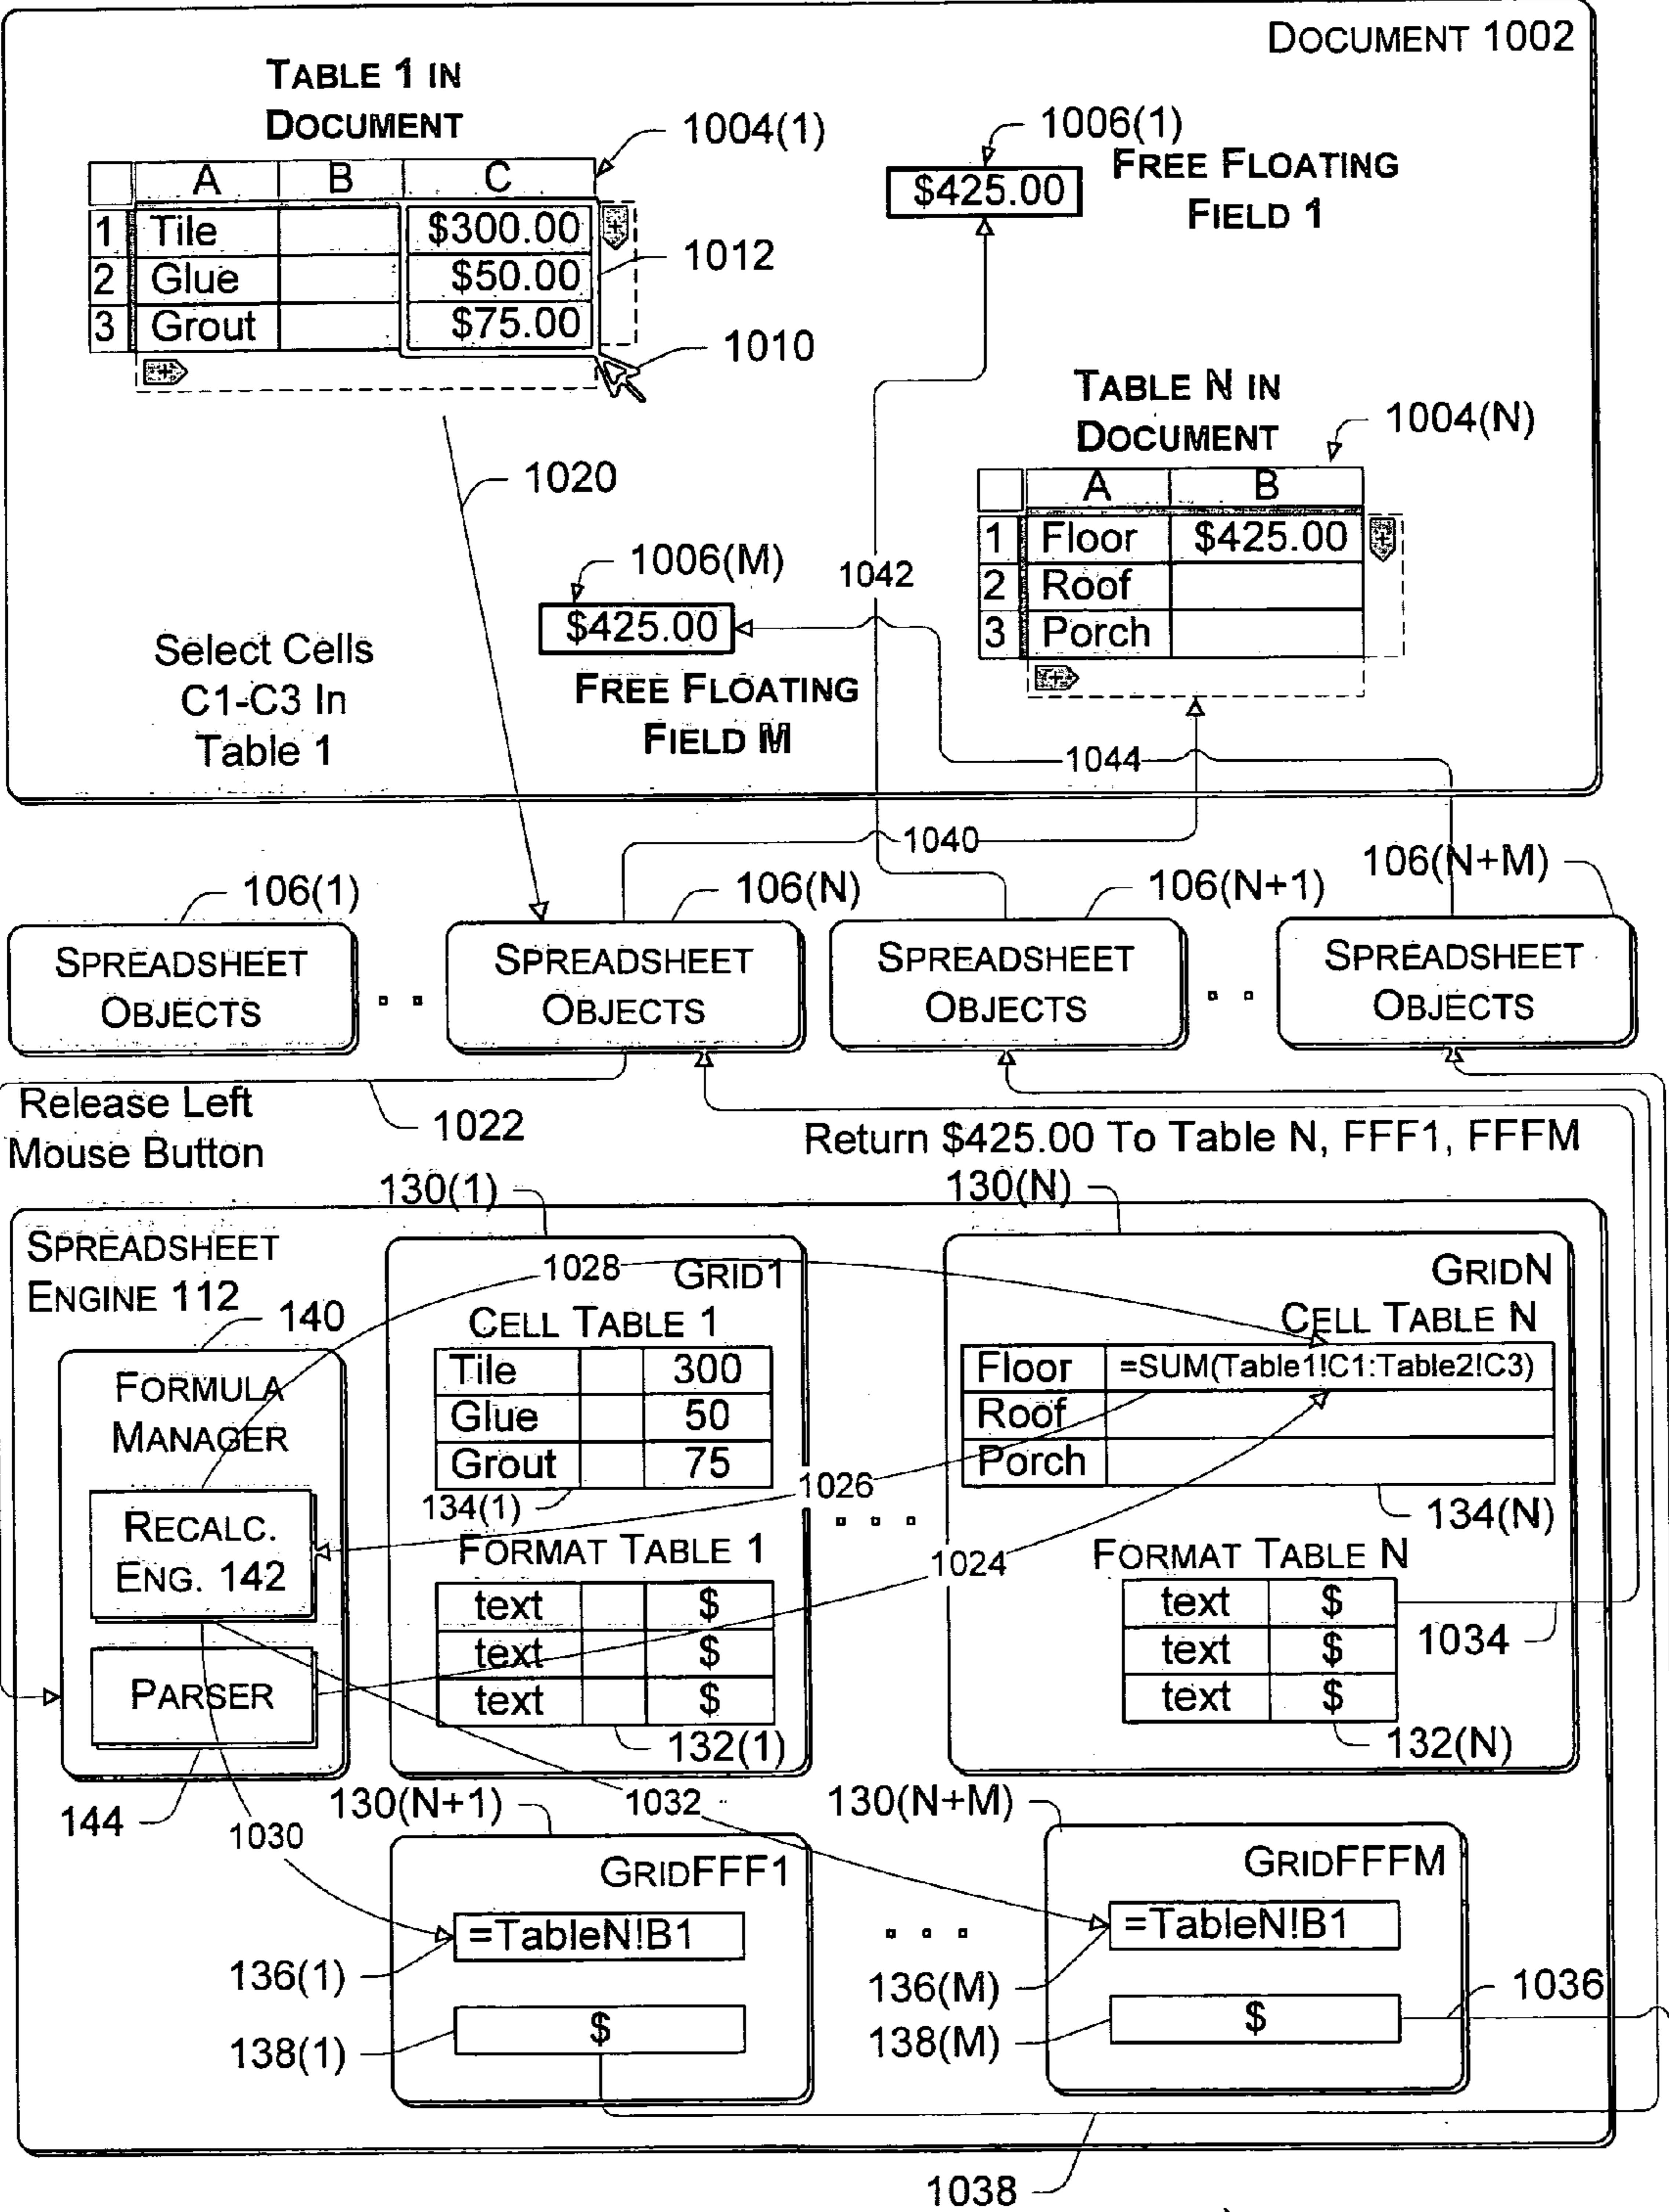 DOCUMENT 1002
TABLE 1 IN
DOCUMENT
1004(1)
A B C
1 Tile $300.00
2 Glue $50.00
3 Grout $75.00
1012
1010
1006(1)
$425.00
FREE FLOATING
FIELD 1
TABLE N IN
DOCUMENT
1004(N)
A B
1 Floor $425.00
2 Roof
3 Porch
1020
1006(M)
$425.00
FREE FLOATING
FIELD M
1042
Select Cells
C1-C3 In
Table 1
1044
1040
106(1)
106(N)
106(N+1)
106(N+M)
SPREADSHEET
OBJECTS
SPREADSHEET
OBJECTS
SPREADSHEET
OBJECTS
SPREADSHEET
OBJECTS
Release Left
Mouse Button
1022
Return $425.00 To Table N, FFF1, FFFM
130(1)
130(N)
SPREADSHEET
ENGINE 112
140
FORMULA
MANAGER
RECALC.
ENG. 142
PARSER
144
1028
GRID1
CELL TABLE 1
Tile 300
Glue 50
Grout 75
134(1)
FORMAT TABLE 1
text $
text $
text $
132(1)
1026
1024
GRIDN
CELL TABLE N
Floor =SUM(Table1!C1:Table2!C3)
Roof
Porch
134(N)
FORMAT TABLE N
text $
text $
text $
1034
132(N)
1030
130(N+1)
1032
130(N+M)
GRIDFFF1
=TableN!B1
136(1)
$
138(1)
GRIDFFFM
=TableN!B1
136(M)
$
138(M)
1036
1038